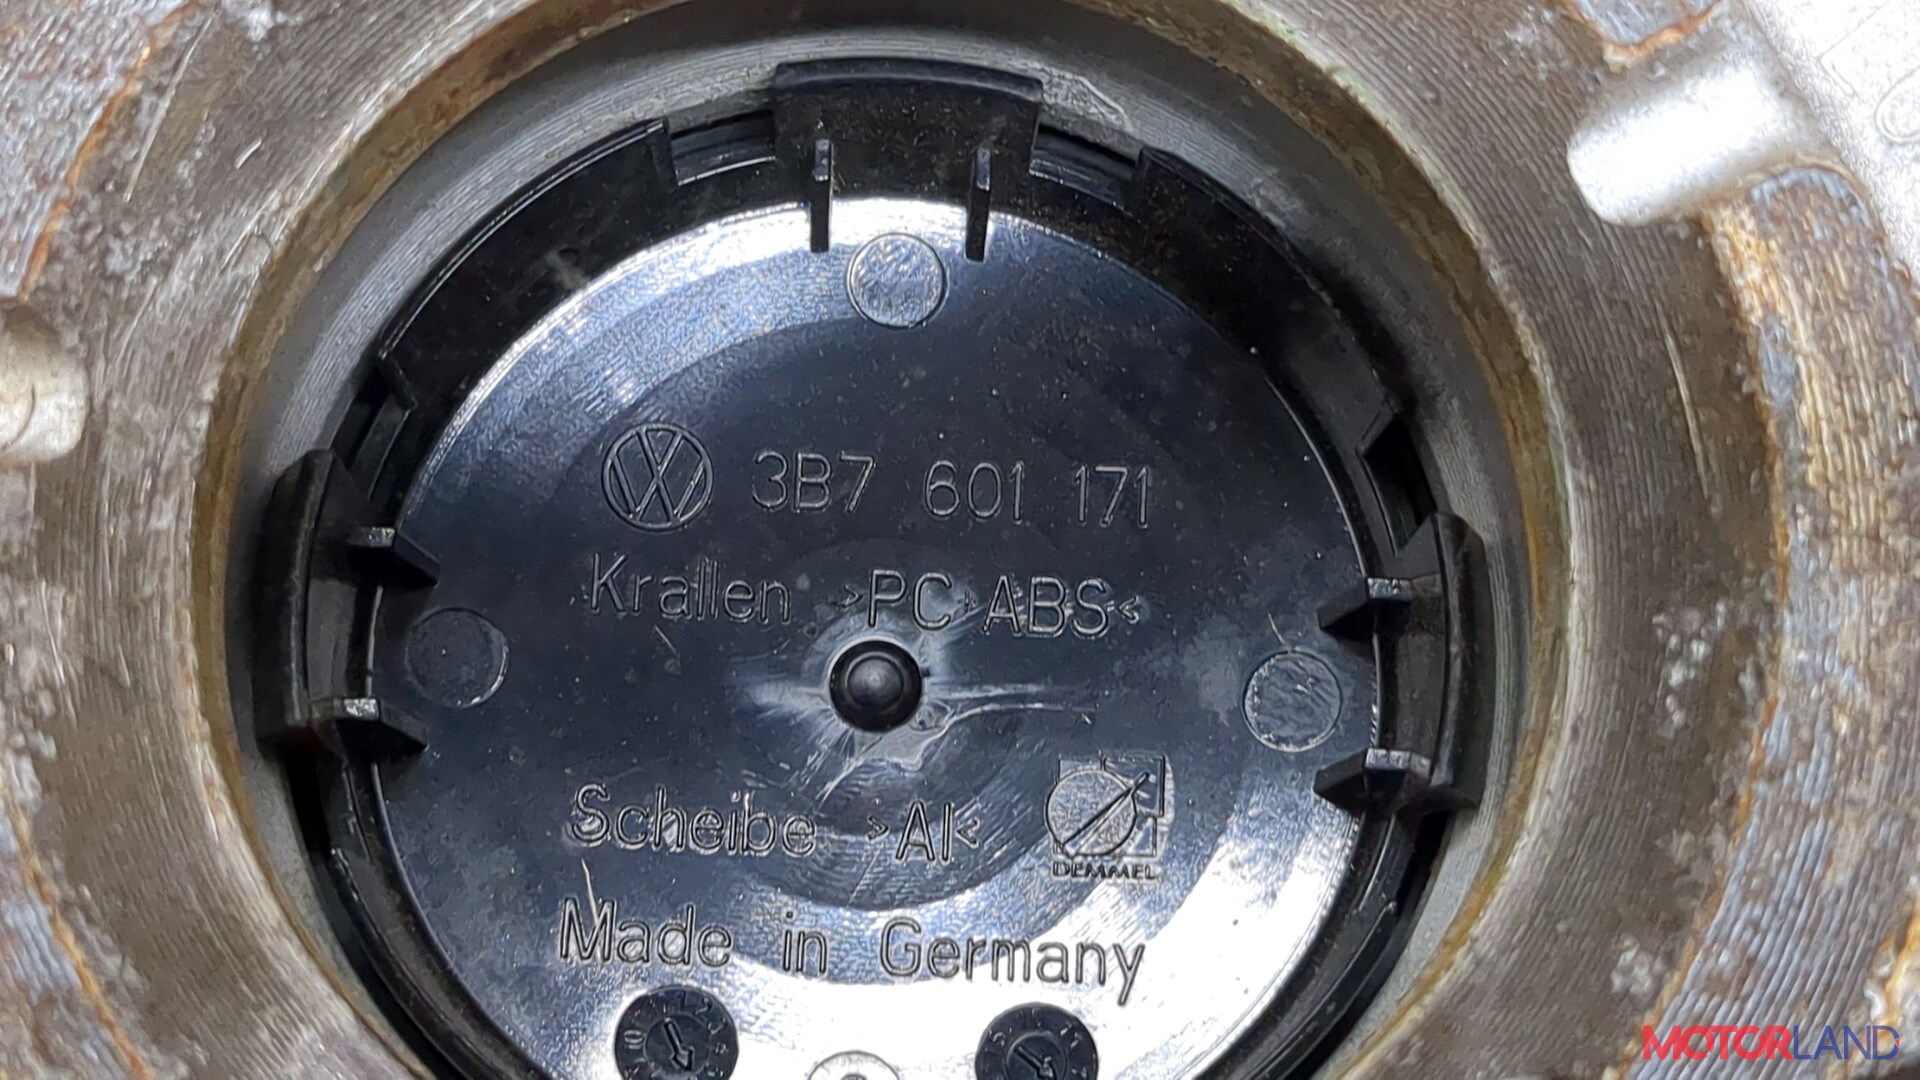 3B7 601 171
Krallen >PC ABS<
Scheibe >Al<
DEMMEL
Made in Germany
MOTORLAND